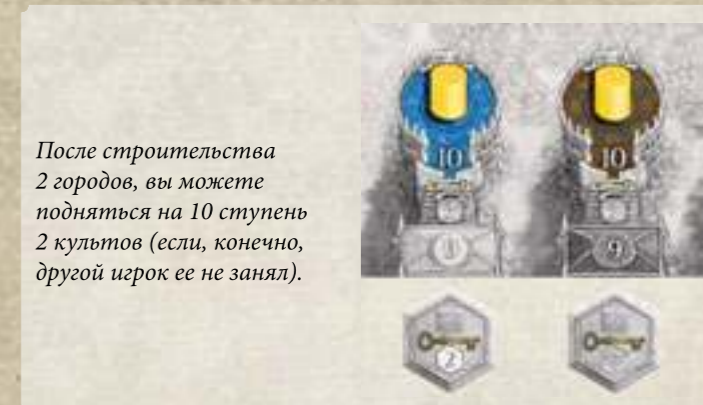 После строительства
2 городов, вы можете
подняться на 10 ступень
2 культов (если, конечно,
другой игрок ее не занял).
10 10
9
2